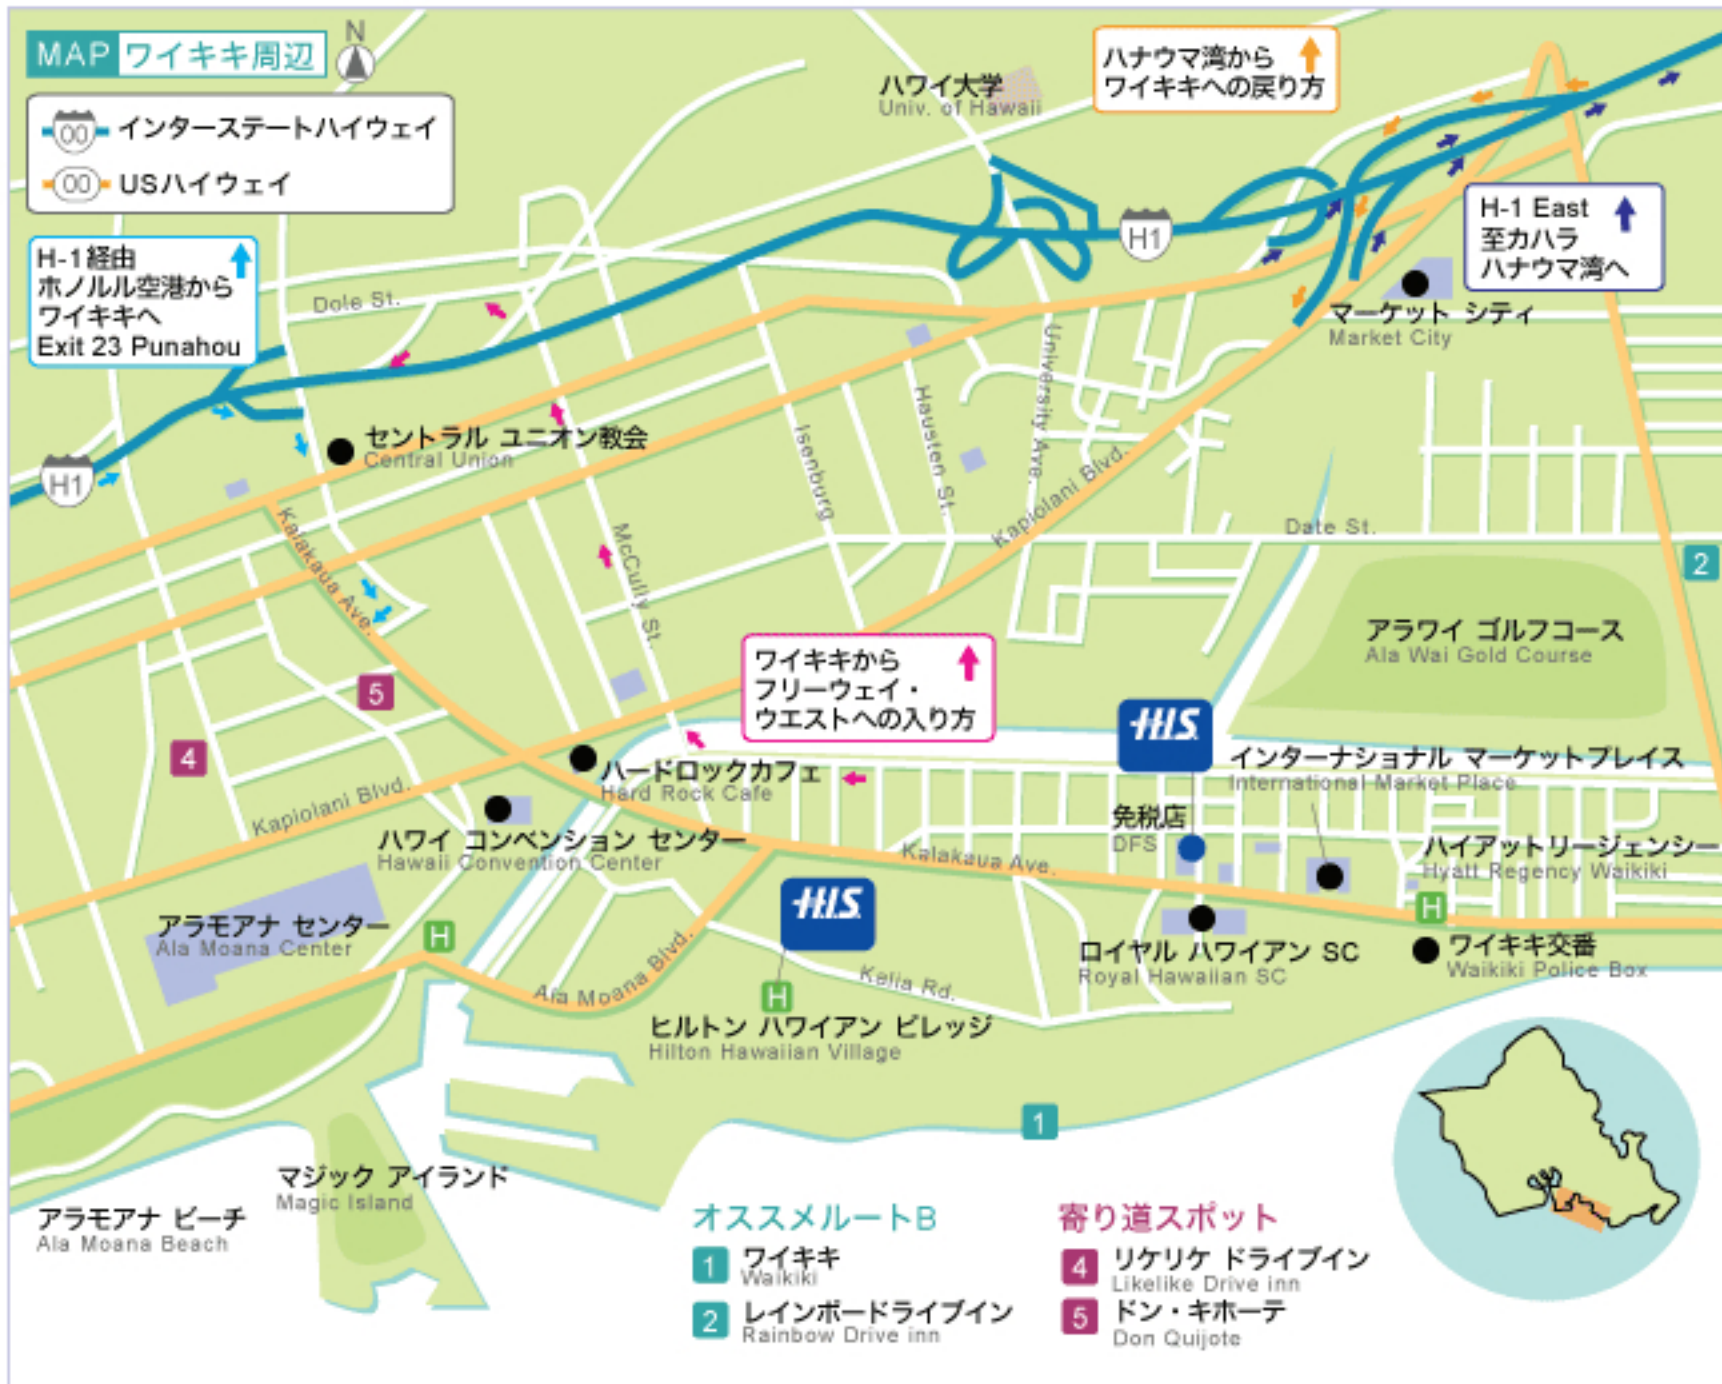 MAP ワイキキ周辺
N
00 インターステートハイウェイ
00 USハイウェイ
H-1経由
ホノルル空港から
ワイキキへ
Exit 23 Punahou
ハワイ大学
Univ. of Hawaii
ハナウマ湾から
ワイキキへの戻り方
H-1 East
至カハラ
ハナウマ湾へ
H1
H1
Dole St.
マーケット シティ
Market City
セントラル ユニオン教会
Central Union
Isenburg
Hausten St.
University Ave.
Kapiolani Blvd.
Date St.
Kalakaua Ave.
McCully St.
2
アラワイ ゴルフコース
Ala Wai Gold Course
ワイキキから
フリーウェイ・
ウエストへの入り方
5
4
H.I.S.
インターナショナル マーケットプレイス
International Market Place
ハードロックカフェ
Hard Rock Cafe
Kapiolani Blvd.
ハワイ コンベンション センター
Hawaii Convention Center
免税店
DFS
Kalakaua Ave.
ハイアットリージェンシー
Hyatt Regency Waikiki
H.I.S.
アラモアナ センター
Ala Moana Center
H
H
ロイヤル ハワイアン SC
Royal Hawaiian SC
ワイキキ交番
Waikiki Police Box
Ala Moana Blvd.
Kelia Rd.
H
ヒルトン ハワイアン ビレッジ
Hilton Hawaiian Village
1
マジック アイランド
Magic Island
アラモアナ ビーチ
Ala Moana Beach
オススメルートB
1 ワイキキ
Waikiki
2 レインボードライブイン
Rainbow Drive inn
寄り道スポット
4 リケリケ ドライブイン
Likelike Drive inn
5 ドン・キホーテ
Don Quijote